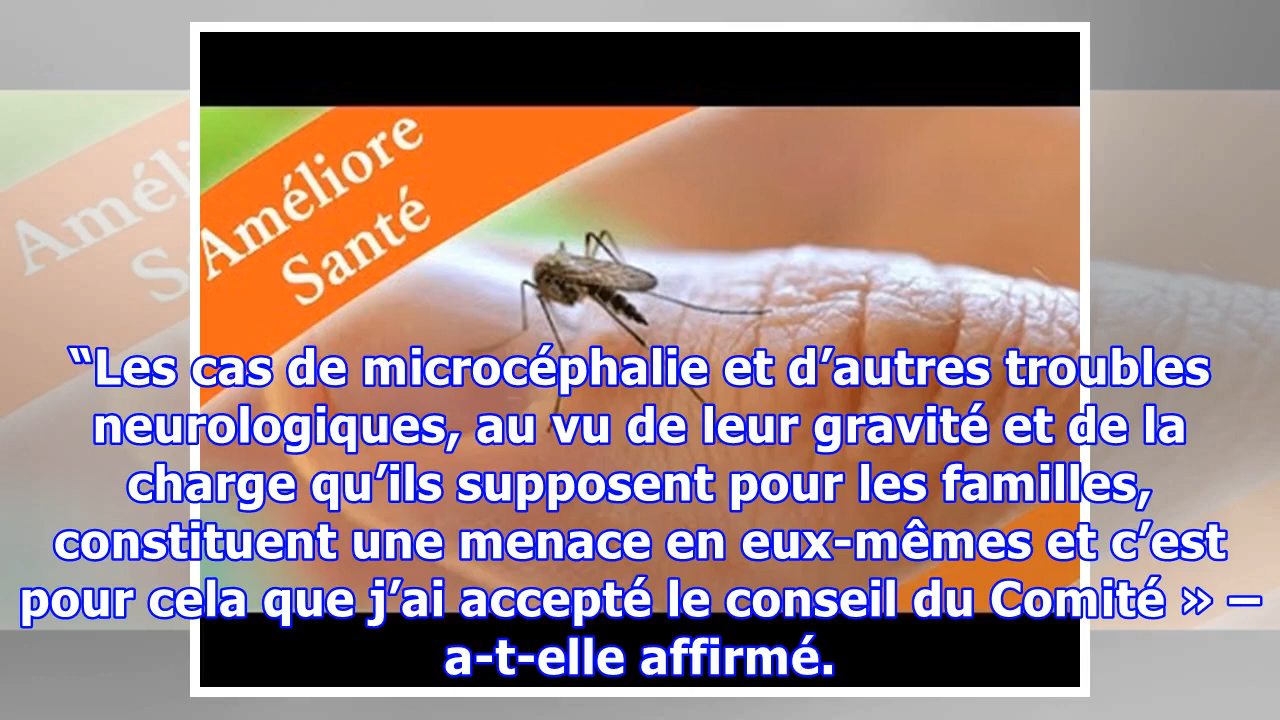 Améli
S
Améliore
Santé
“Les cas de microcéphalie et d’autres troubles
neurologiques, au vu de leur gravité et de la
charge qu’ils supposent pour les familles,
constituent une menace en eux-mêmes et c’est
pour cela que j’ai accepté le conseil du Comité » –
a-t-elle affirmé.